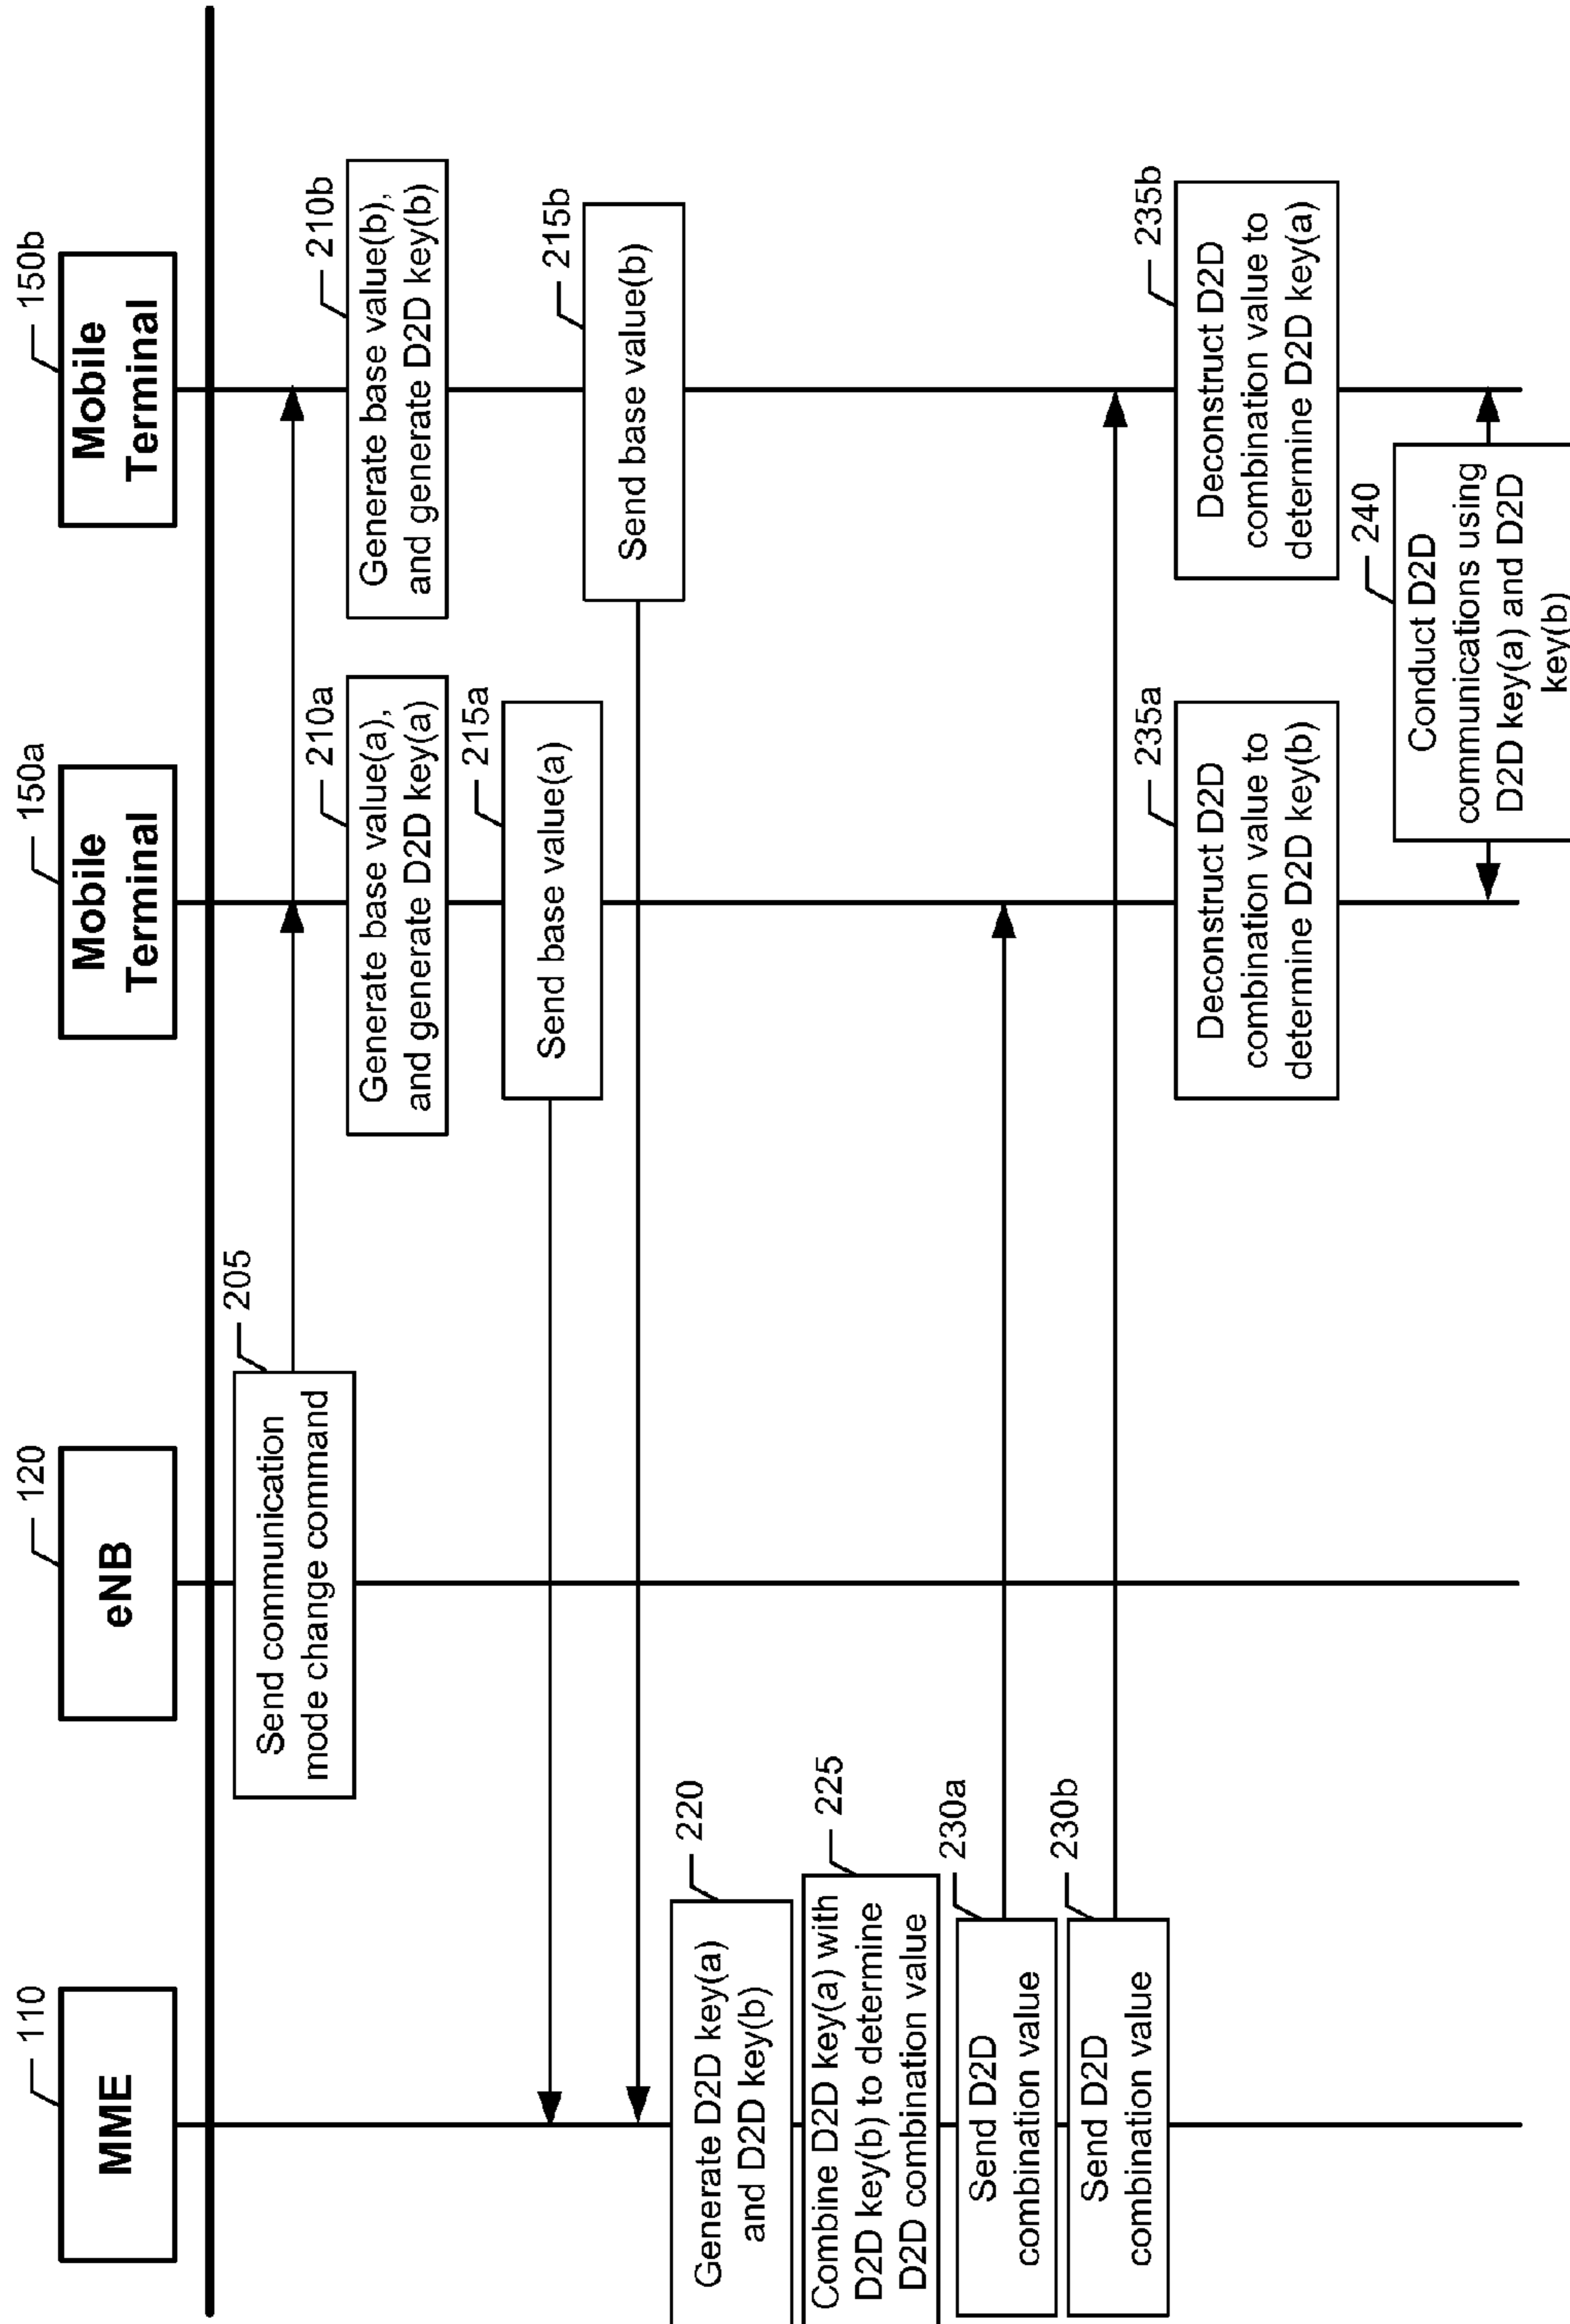 110
MME
120
eNB
150a
Mobile
Terminal
150b
Mobile
Terminal
205
Send communication
mode change command
210a
Generate base value(a),
and generate D2D key(a)
210b
Generate base value(b),
and generate D2D key(b)
215a
Send base value(a)
215b
Send base value(b)
220
Generate D2D key(a)
and D2D key(b)
225
Combine D2D key(a) with
D2D key(b) to determine
D2D combination value
230a
Send D2D
combination value
230b
Send D2D
combination value
235a
Deconstruct D2D
combination value to
determine D2D key(b)
235b
Deconstruct D2D
combination value to
determine D2D key(a)
240
Conduct D2D
communications using
D2D key(a) and D2D
key(b)